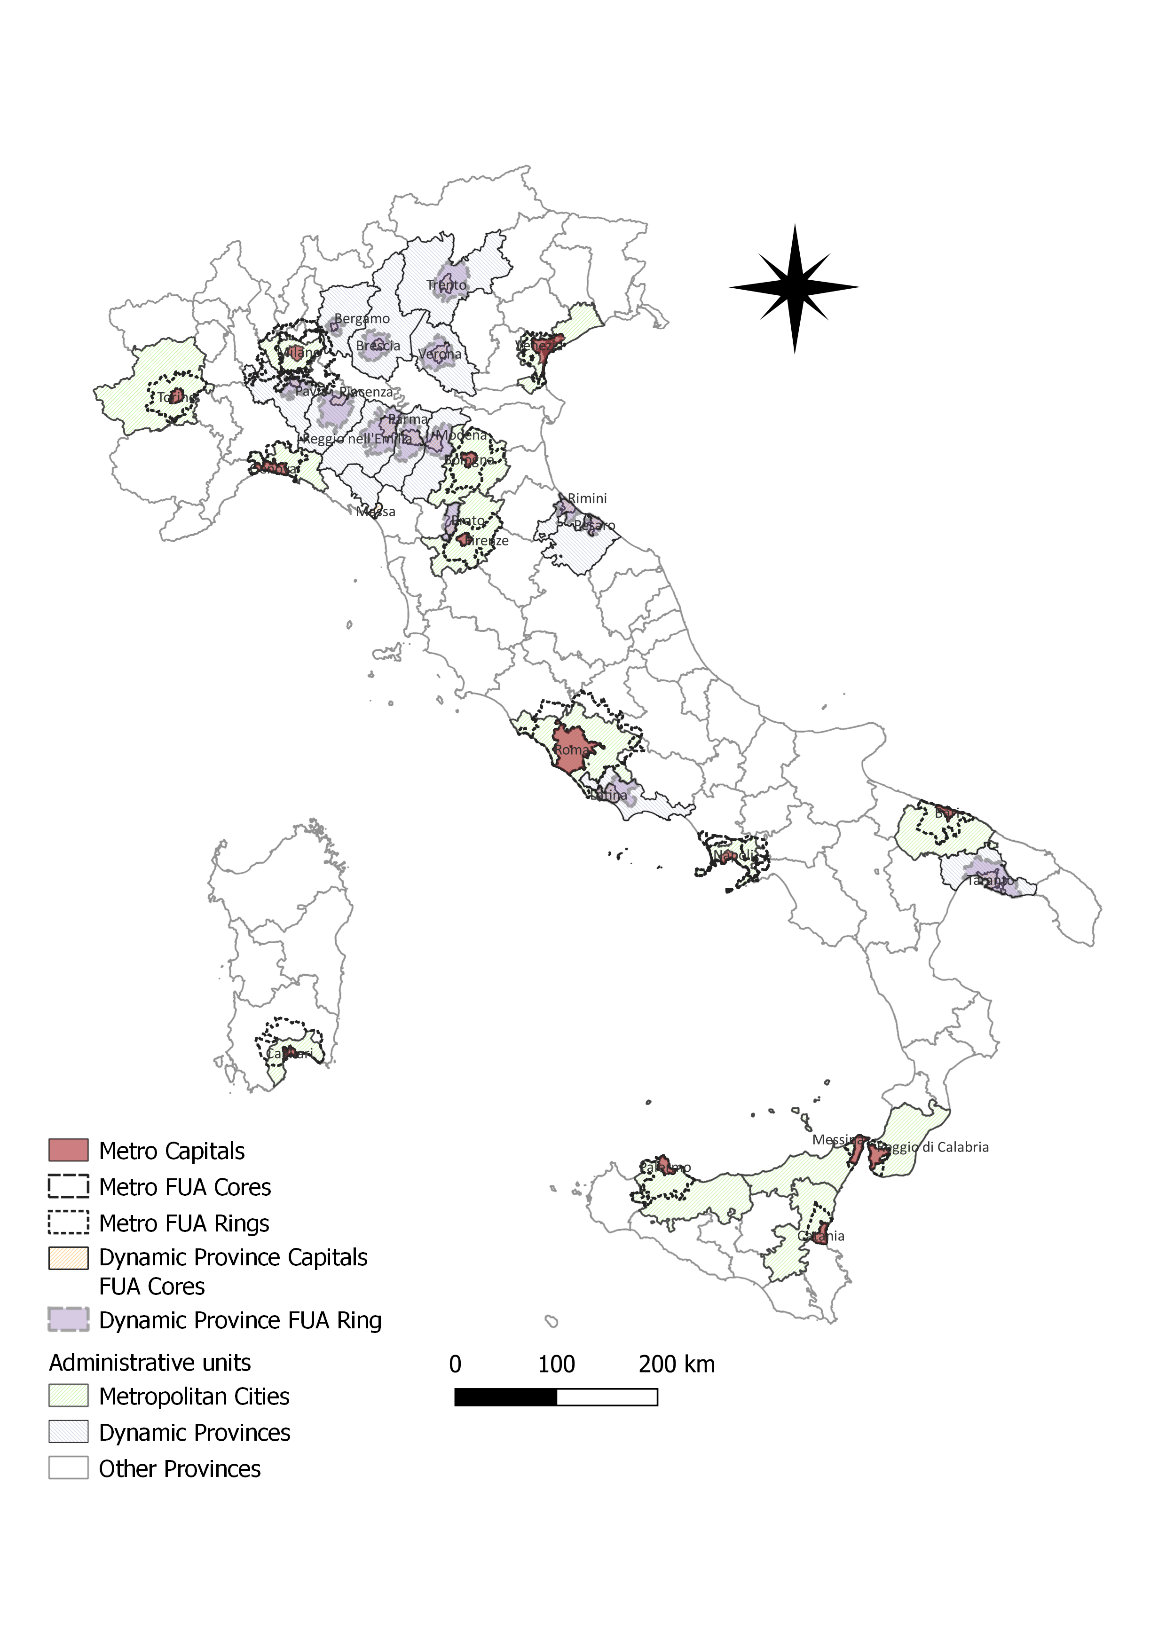 Trento
Bergamo
Brescia
Verona
Venezia
Milano
Torino
Pavia
Piacenza
Parma
Reggio nell'Emilia
Modena
Bologna
Genova
Massa
Prato
Firenze
Rimini
Pesaro
Roma
Latina
Napoli
Bari
Taranto
Cagliari
Messina
Reggio di Calabria
Palermo
Catania
Metro Capitals
Metro FUA Cores
Metro FUA Rings
Dynamic Province Capitals
FUA Cores
Dynamic Province FUA Ring
Administrative units
Metropolitan Cities
Dynamic Provinces
Other Provinces
0 100 200 km